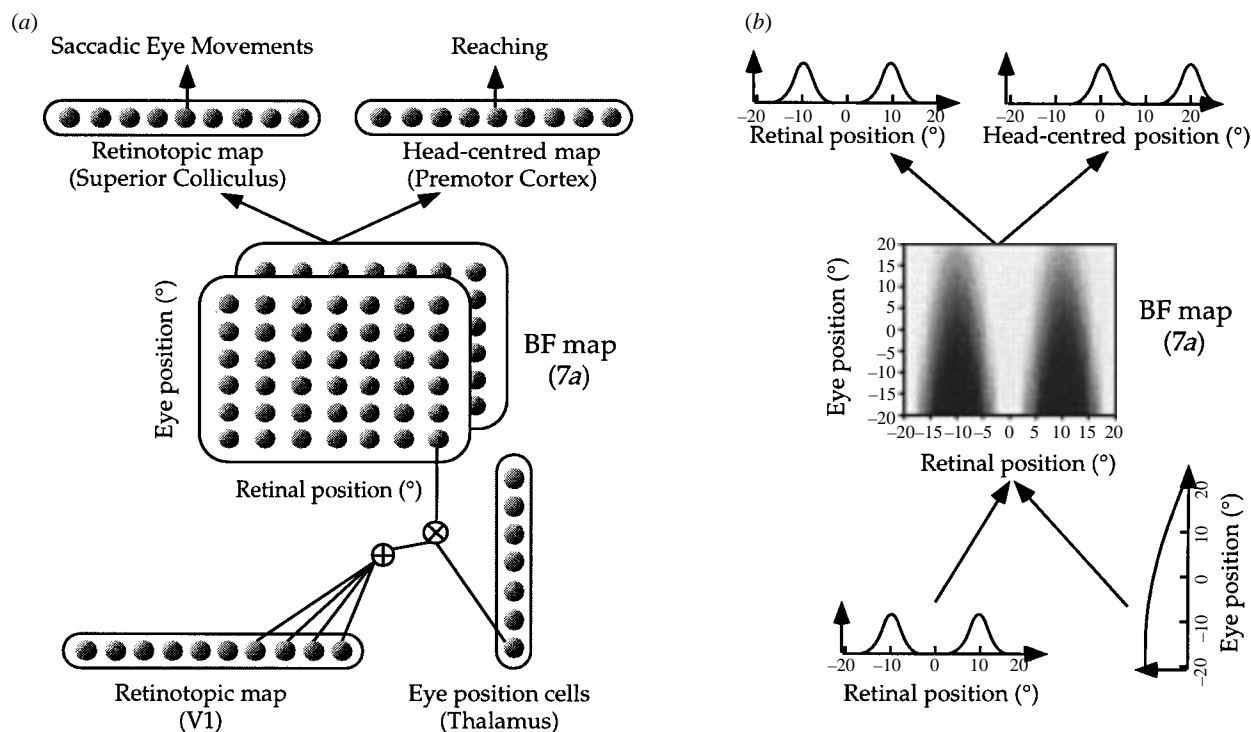 (a)
Saccadic Eye Movements
Reaching
Retinotopic map
(Superior Colliculus)
Head-centred map
(Premotor Cortex)
Eye position (°)
BF map
(7a)
Retinal position (°)
Retinotopic map
(V1)
Eye position cells
(Thalamus)
(b)
−20 −10 0 10 20
Retinal position (°)
−20 −10 0 10 20
Head-centred position (°)
Eye position (°)
20
15
10
5
0
−5
−10
−15
−20
−20 −15 −10 −5 0 5 10 15 20
Retinal position (°)
BF map
(7a)
−20 −10 0 10 20
Retinal position (°)
−20 −10 0 10 20
Eye position (°)